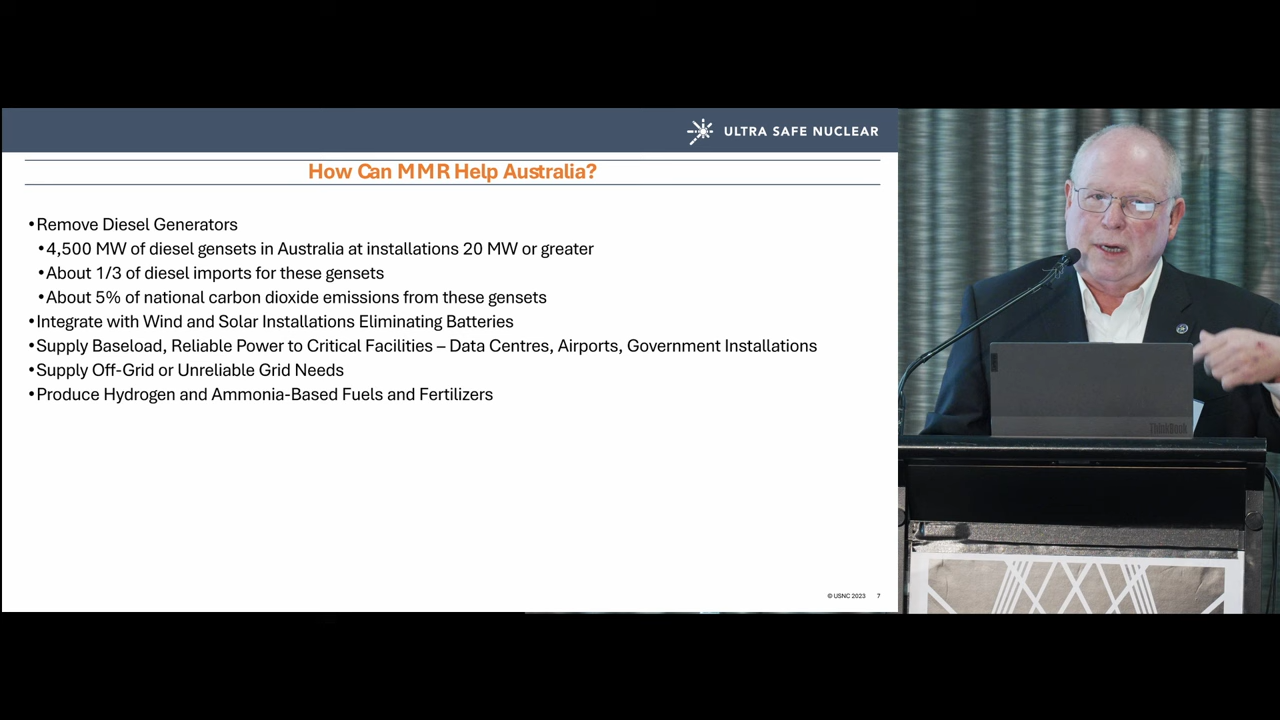 ULTRA SAFE NUCLEAR
How Can MMR Help Australia?
•Remove Diesel Generators
•4,500 MW of diesel gensets in Australia at installations 20 MW or greater
•About 1/3 of diesel imports for these gensets
•About 5% of national carbon dioxide emissions from these gensets
•Integrate with Wind and Solar Installations Eliminating Batteries
•Supply Baseload, Reliable Power to Critical Facilities – Data Centres, Airports, Government Installations
•Supply Off-Grid or Unreliable Grid Needs
•Produce Hydrogen and Ammonia-Based Fuels and Fertilizers
© USNC 2023 7
ThinkBook